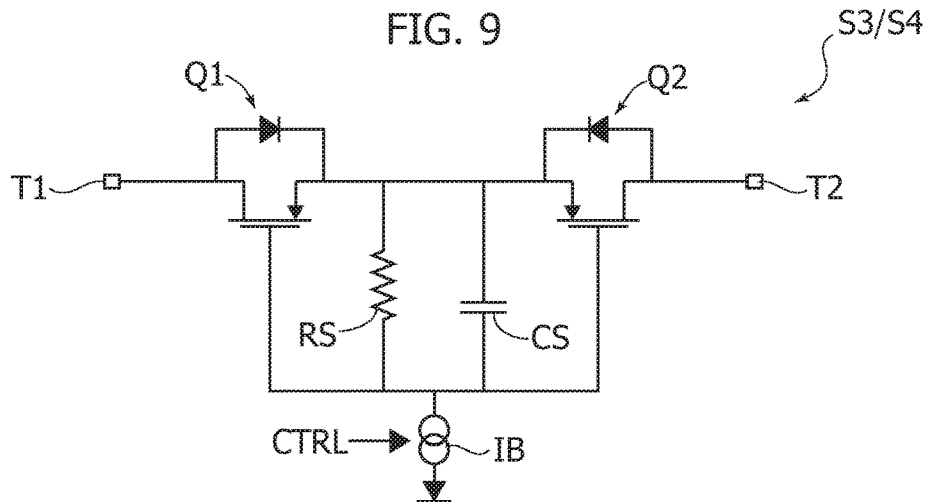 FIG. 9
S3/S4
Q1
Q2
T1
T2
RS
CS
CTRL
IB